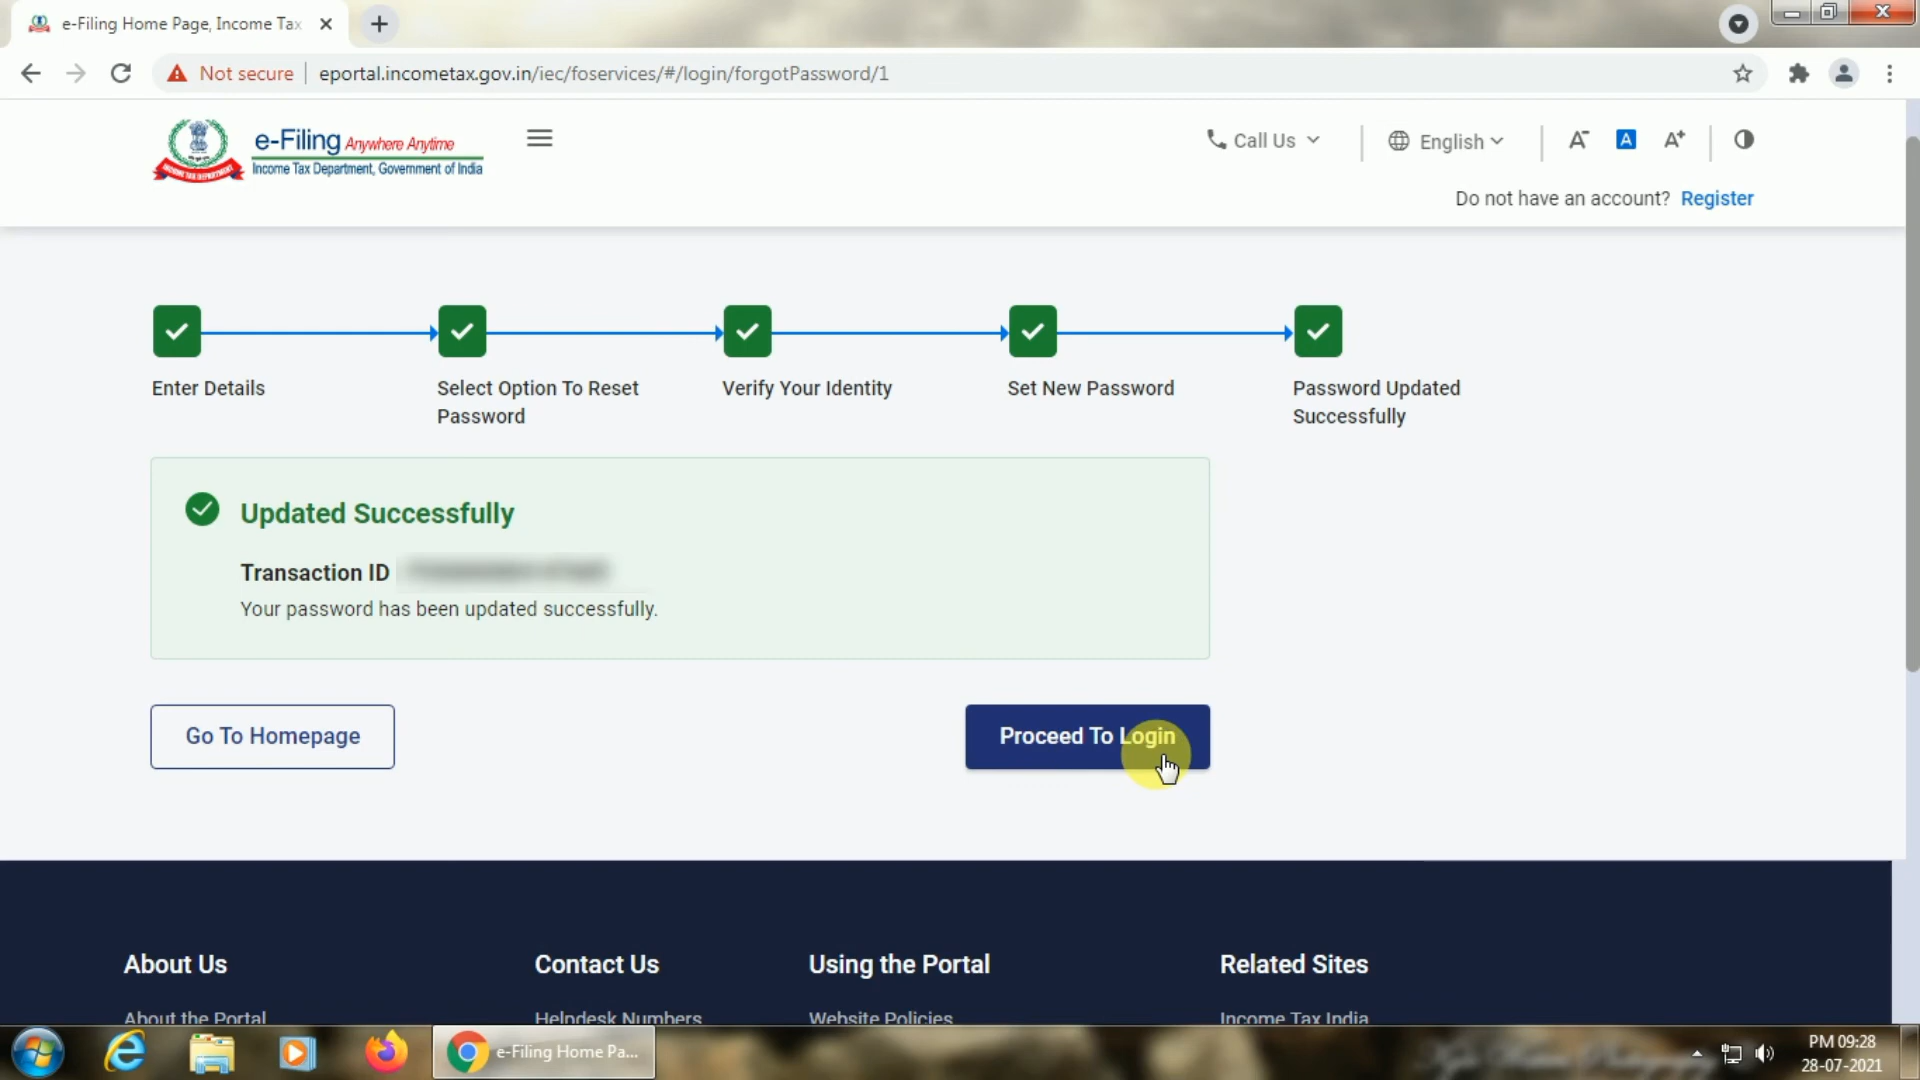 e-Filing Home Page, Income Tax
Not secure
eportal.incometax.gov.in/iec/foservices/#/login/forgotPassword/1
e-Filing Anywhere Anytime
Income Tax Department, Government of India
INCOME TAX DEPARTMENT
Call Us
English
A-
A
A+
Do not have an account? Register
Enter Details
Select Option To Reset
Password
Verify Your Identity
Set New Password
Password Updated
Successfully
Updated Successfully
Transaction ID
Your password has been updated successfully.
Go To Homepage
Proceed To Login
About Us
Contact Us
Using the Portal
Related Sites
About the Portal
Helpdesk Numbers
Website Policies
Income Tax India
e-Filing Home Pa...
PM 09:28
28-07-2021